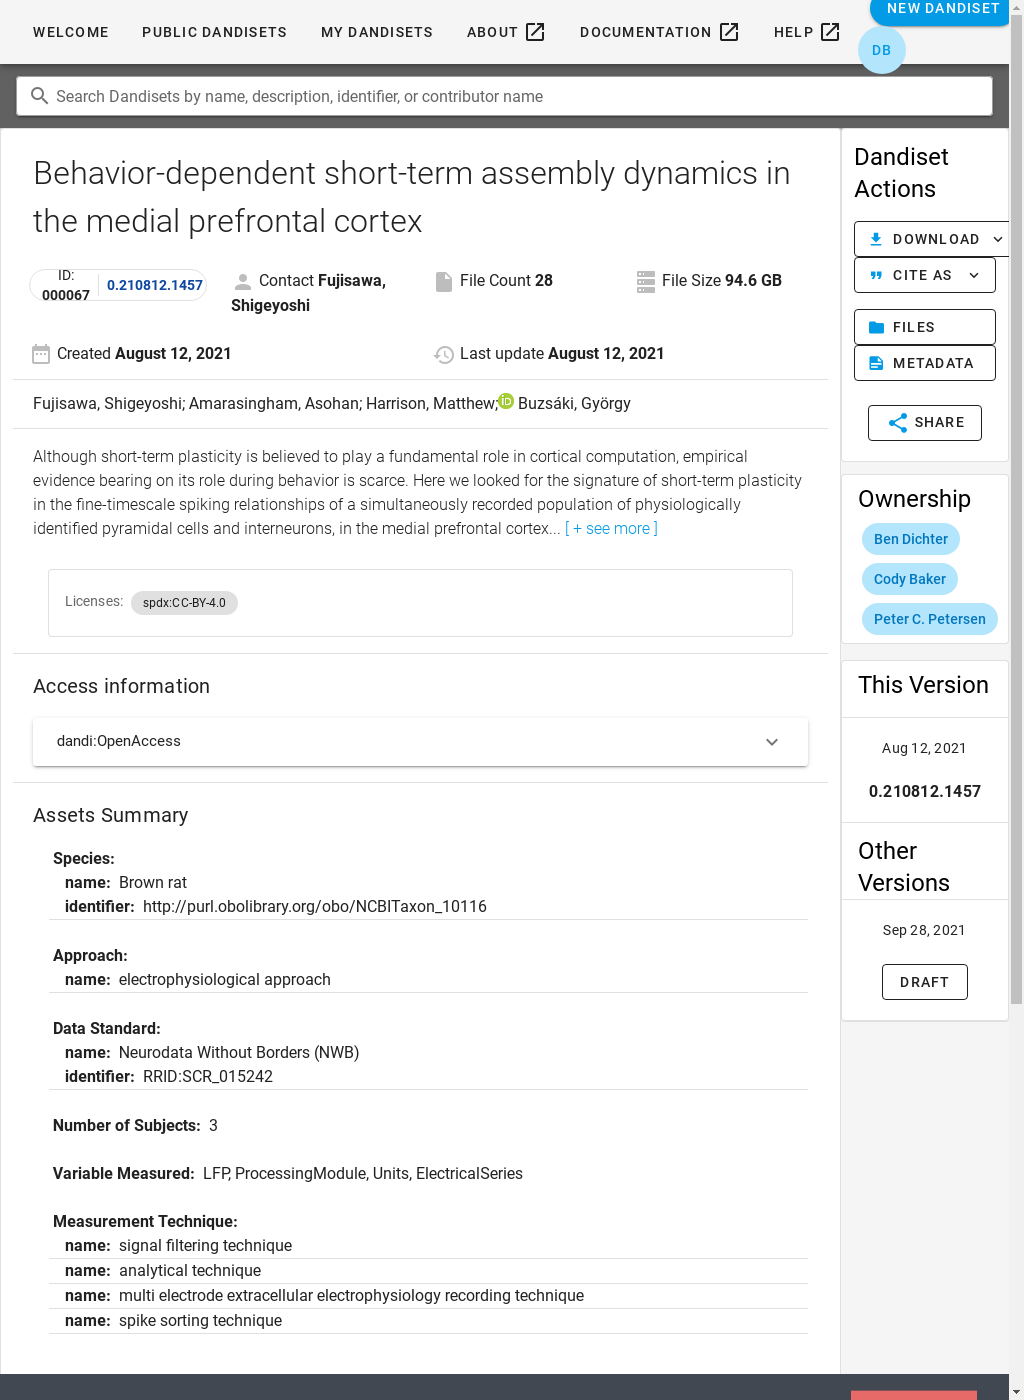 WELCOME PUBLIC DANDISETS MY DANDISETS ABOUT DOCUMENTATION HELP NEW DANDISET
DB
Search Dandisets by name, description, identifier, or contributor name
Behavior-dependent short-term assembly dynamics in
the medial prefrontal cortex
ID:
000067
0.210812.1457
Contact Fujisawa,
Shigeyoshi
File Count 28
File Size 94.6 GB
Created August 12, 2021
Last update August 12, 2021
Fujisawa, Shigeyoshi; Amarasingham, Asohan; Harrison, Matthew; iD Buzsáki, György
Although short-term plasticity is believed to play a fundamental role in cortical computation, empirical
evidence bearing on its role during behavior is scarce. Here we looked for the signature of short-term plasticity
in the fine-timescale spiking relationships of a simultaneously recorded population of physiologically
identified pyramidal cells and interneurons, in the medial prefrontal cortex... [ + see more ]
Licenses: spdx:CC-BY-4.0
Access information
dandi:OpenAccess
Assets Summary
Species:
name: Brown rat
identifier: http://purl.obolibrary.org/obo/NCBITaxon_10116
Approach:
name: electrophysiological approach
Data Standard:
name: Neurodata Without Borders (NWB)
identifier: RRID:SCR_015242
Number of Subjects: 3
Variable Measured: LFP, ProcessingModule, Units, ElectricalSeries
Measurement Technique:
name: signal filtering technique
name: analytical technique
name: multi electrode extracellular electrophysiology recording technique
name: spike sorting technique
Dandiset
Actions
DOWNLOAD
CITE AS
FILES
METADATA
SHARE
Ownership
Ben Dichter
Cody Baker
Peter C. Petersen
This Version
Aug 12, 2021
0.210812.1457
Other
Versions
Sep 28, 2021
DRAFT